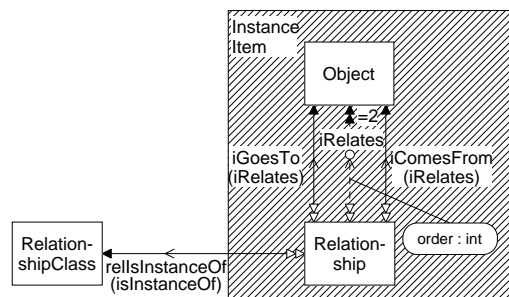 Instance
Item
Object
=2
iRelates
iGoesTo
(iRelates)
iComesFrom
(iRelates)
Relation-
shipClass
relIsInstanceOf
(isInstanceOf)
Relation-
ship
order : int